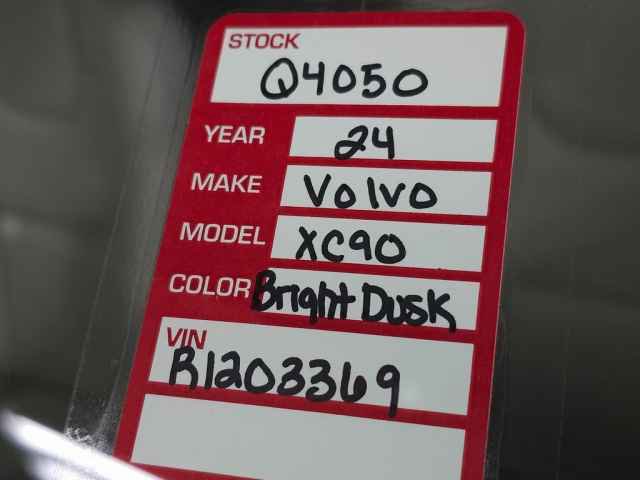 STOCK
Q4050
YEAR 24
MAKE Volvo
MODEL XC90
COLOR Bright Dusk
VIN
R1203369